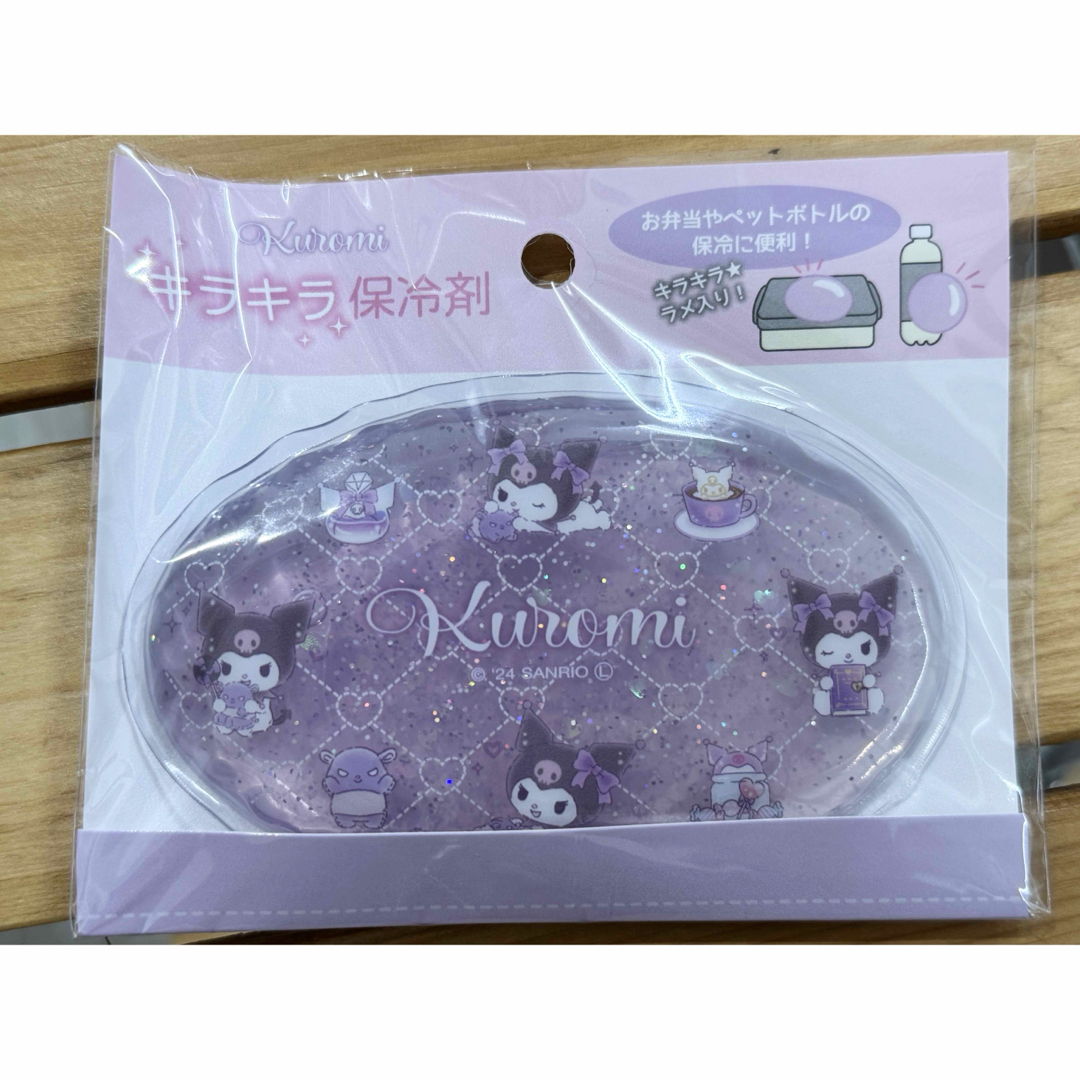 Kuromi
キラキラ保冷剤
お弁当やペットボトルの
保冷に便利！
キラキラ★
ラメ入り！
Kuromi
© '24 SANRIO Ⓛ